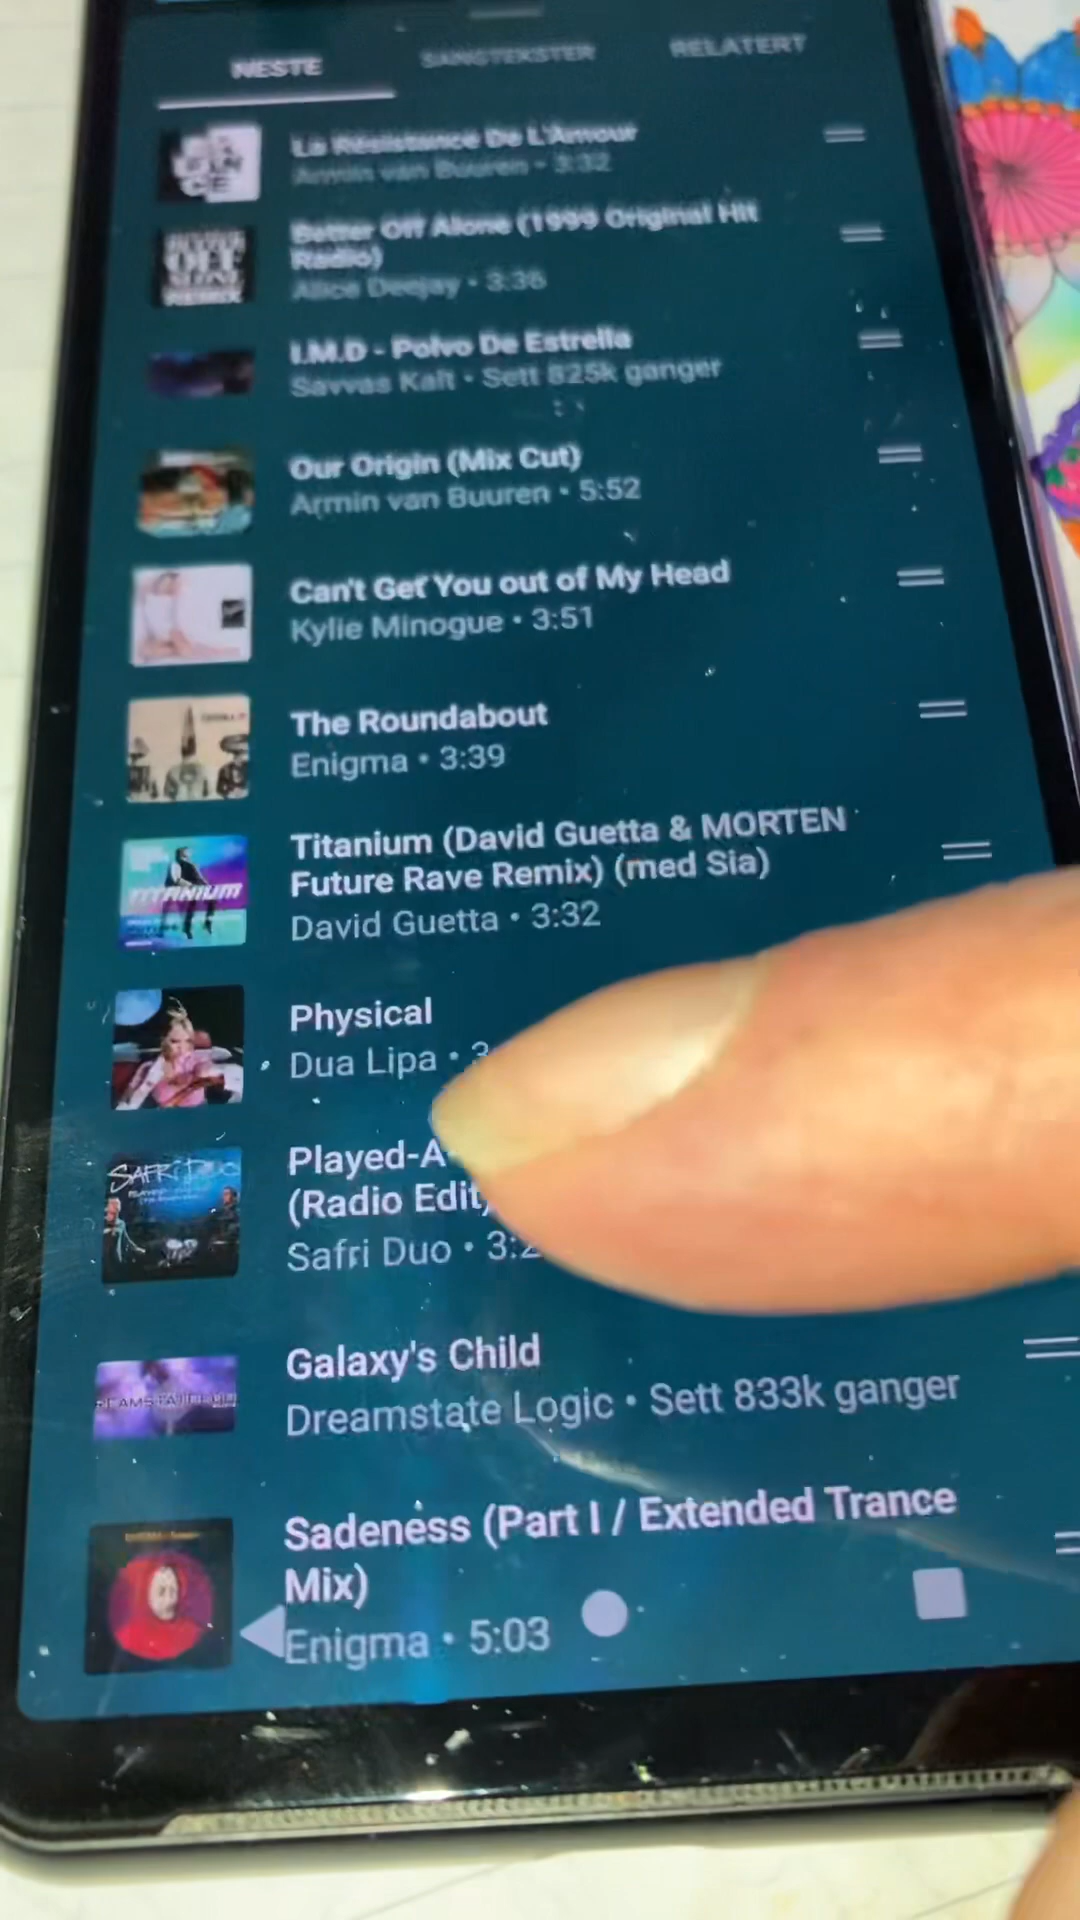 NESTE
SANGTEKSTER
RELATERT
La Résistance De L'Amour
Armin van Buuren • 3:32
Better Off Alone (1999 Original Hit
Radio)
Alice Deejay • 3:36
I.M.D - Polvo De Estrella
Savvas Kalt • Sett 825k ganger
Our Origin (Mix Cut)
Armin van Buuren • 5:52
Can't Get You out of My Head
Kylie Minogue • 3:51
The Roundabout
Enigma • 3:39
TITANIUM
Titanium (David Guetta & MORTEN
Future Rave Remix) (med Sia)
David Guetta • 3:32
Physical
Dua Lipa •
SAFRI DUO
Played-A
(Radio Edit)
Safri Duo •
Galaxy's Child
Dreamstate Logic • Sett 833k ganger
Sadeness (Part I / Extended Trance
Mix)
Enigma • 5:03